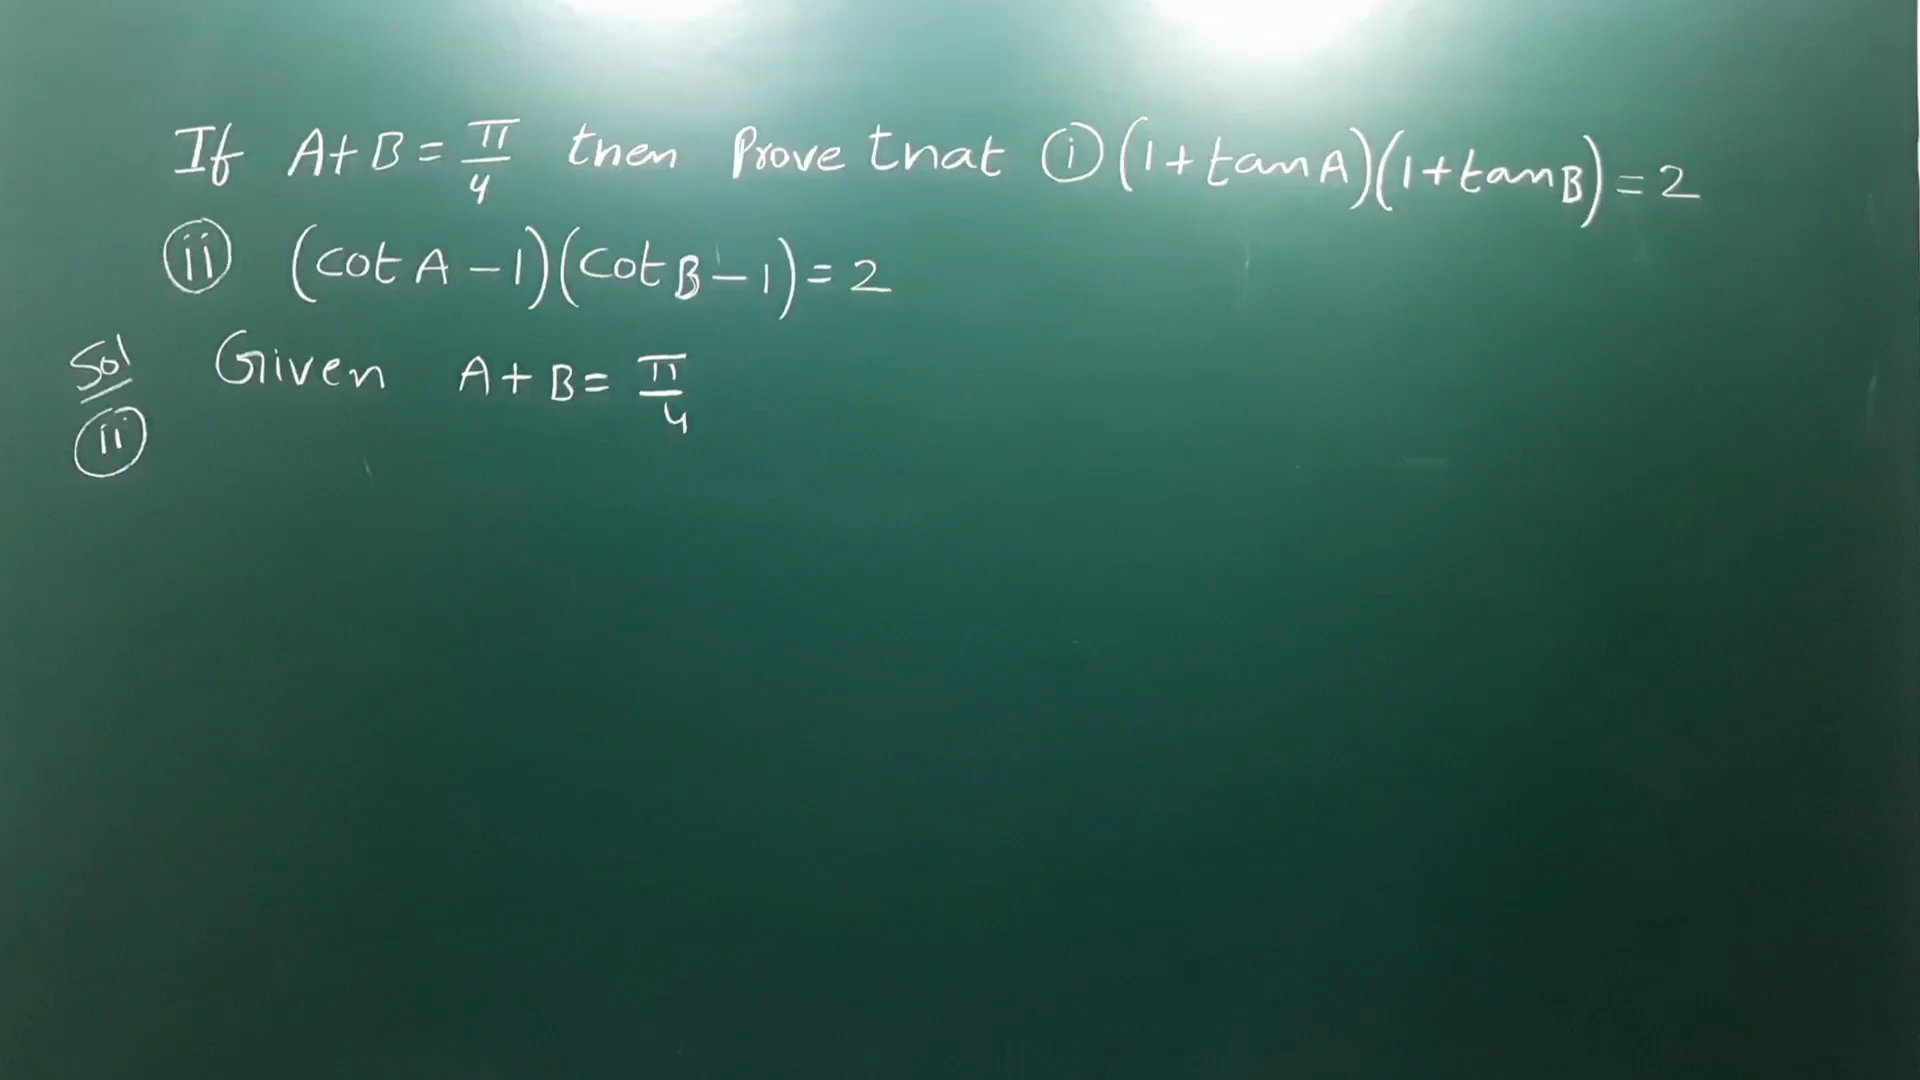 If A+B = π/4 then Prove that ⓘ (1+tanA)(1+tanB) = 2
ⓘⓘ (cotA - 1)(cotB - 1) = 2
Sol Given A+B = π/4
ⓘⓘ